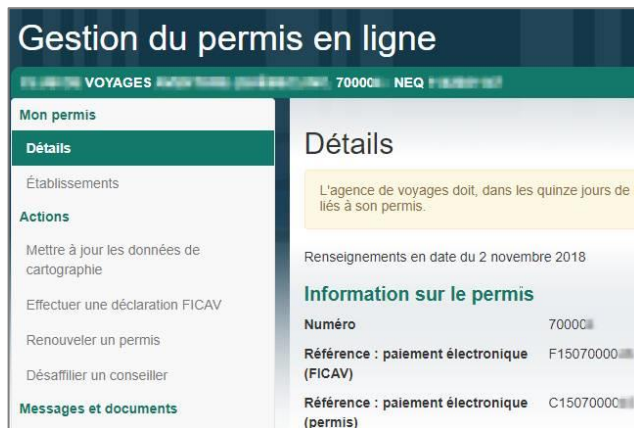 Gestion du permis en ligne
VOYAGES 70000 NEQ
Mon permis
Détails
Établissements
Actions
Mettre à jour les données de
cartographie
Effectuer une déclaration FICAV
Renouveler un permis
Désaffilier un conseiller
Messages et documents
Détails
L'agence de voyages doit, dans les quinze jours de
liés à son permis.
Renseignements en date du 2 novembre 2018
Information sur le permis
Numéro 70000
Référence : paiement électronique F15070000
(FICAV)
Référence : paiement électronique C15070000
(permis)